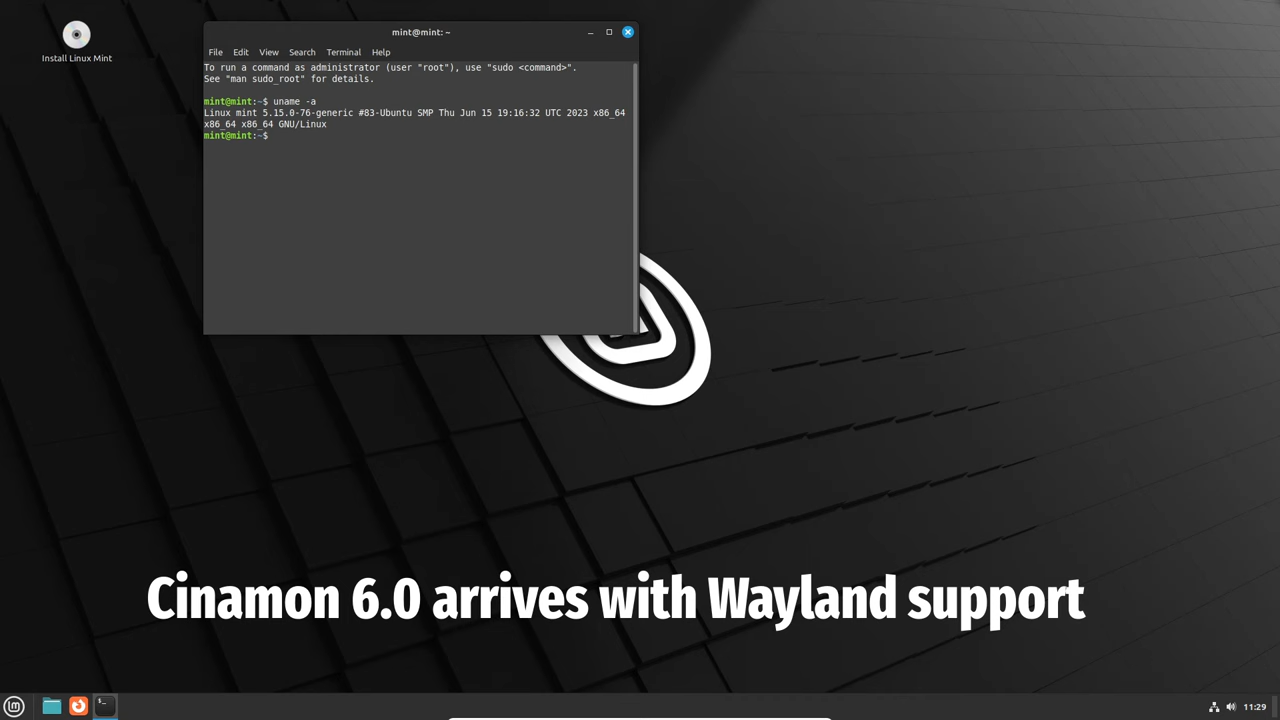 mint@mint: ~
Install Linux Mint
File Edit View Search Terminal Help
To run a command as administrator (user "root"), use "sudo <command>".
See "man sudo_root" for details.
mint@mint:~$ uname -a
Linux mint 5.15.0-76-generic #83-Ubuntu SMP Thu Jun 15 19:16:32 UTC 2023 x86_64
x86_64 x86_64 GNU/Linux
mint@mint:~$
Cinamon 6.0 arrives with Wayland support
11:29